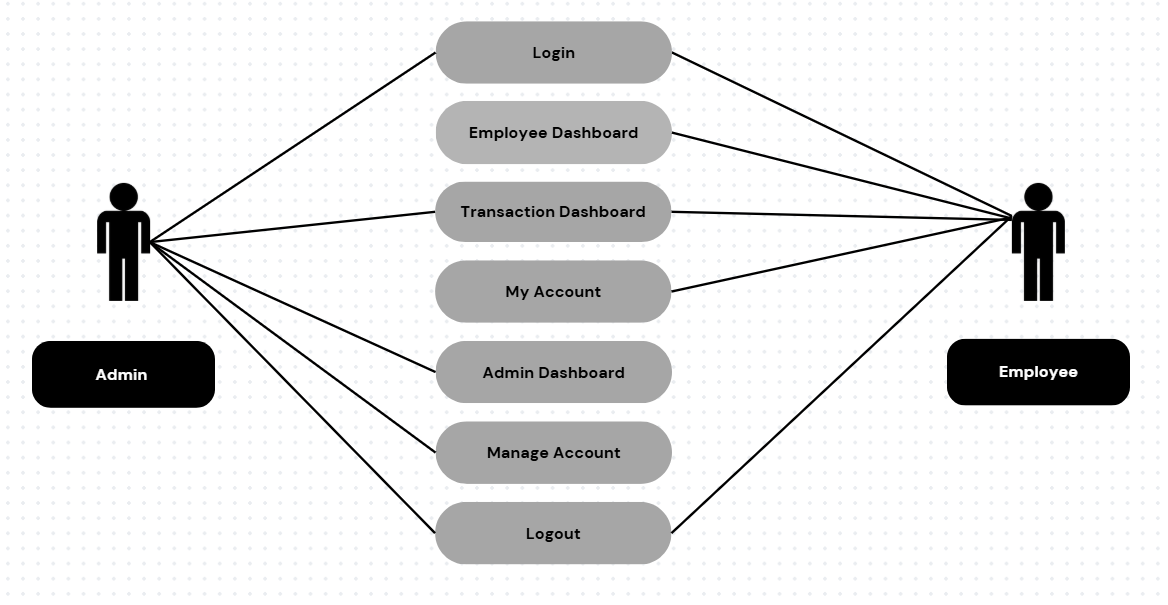 Login
Employee Dashboard
Transaction Dashboard
My Account
Admin Dashboard
Manage Account
Logout
Admin
Employee